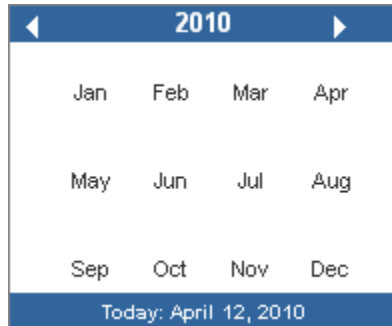 2010
Jan Feb Mar Apr
May Jun Jul Aug
Sep Oct Nov Dec
Today: April 12, 2010